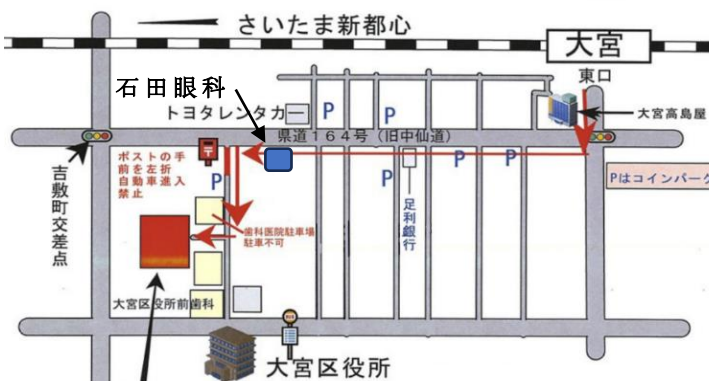 さいたま新都心
大宮
東口
石田眼科
トヨタレンタカー
P
P
大宮高島屋
県道164号(旧中仙道)
ポストの手
前を左折
自動車進入
禁止
P
P
P
P
Pはコインパーク
吉敷町交差点
足利銀行
歯科医院駐車場
駐車不可
大宮区役所前歯科
大宮区役所